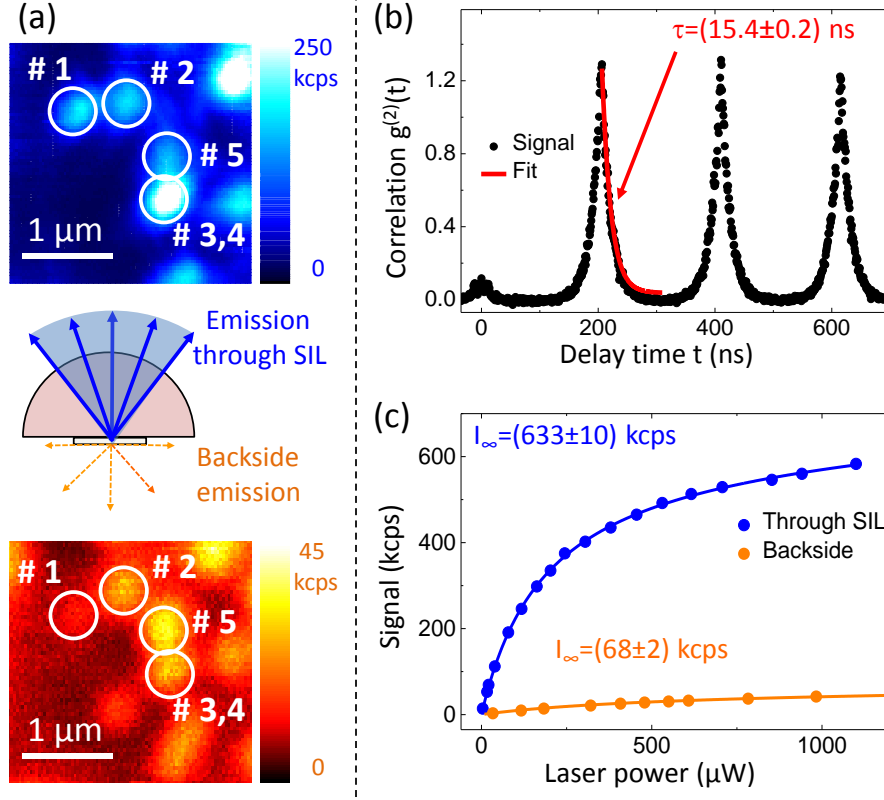 (a)
250
kcps
# 1
# 2
# 5
# 3,4
1 µm
0
Emission
through SIL
Backside
emission
45
kcps
# 1
# 2
# 5
# 3,4
1 µm
0
(b)
τ=(15.4±0.2) ns
1.2
0.8
0.4
0.0
Correlation g(2)(t)
Signal
Fit
0
200
400
600
Delay time t (ns)
(c)
I∞=(633±10) kcps
600
400
200
0
Signal (kcps)
Through SIL
Backside
I∞=(68±2) kcps
0
500
1000
Laser power (µW)